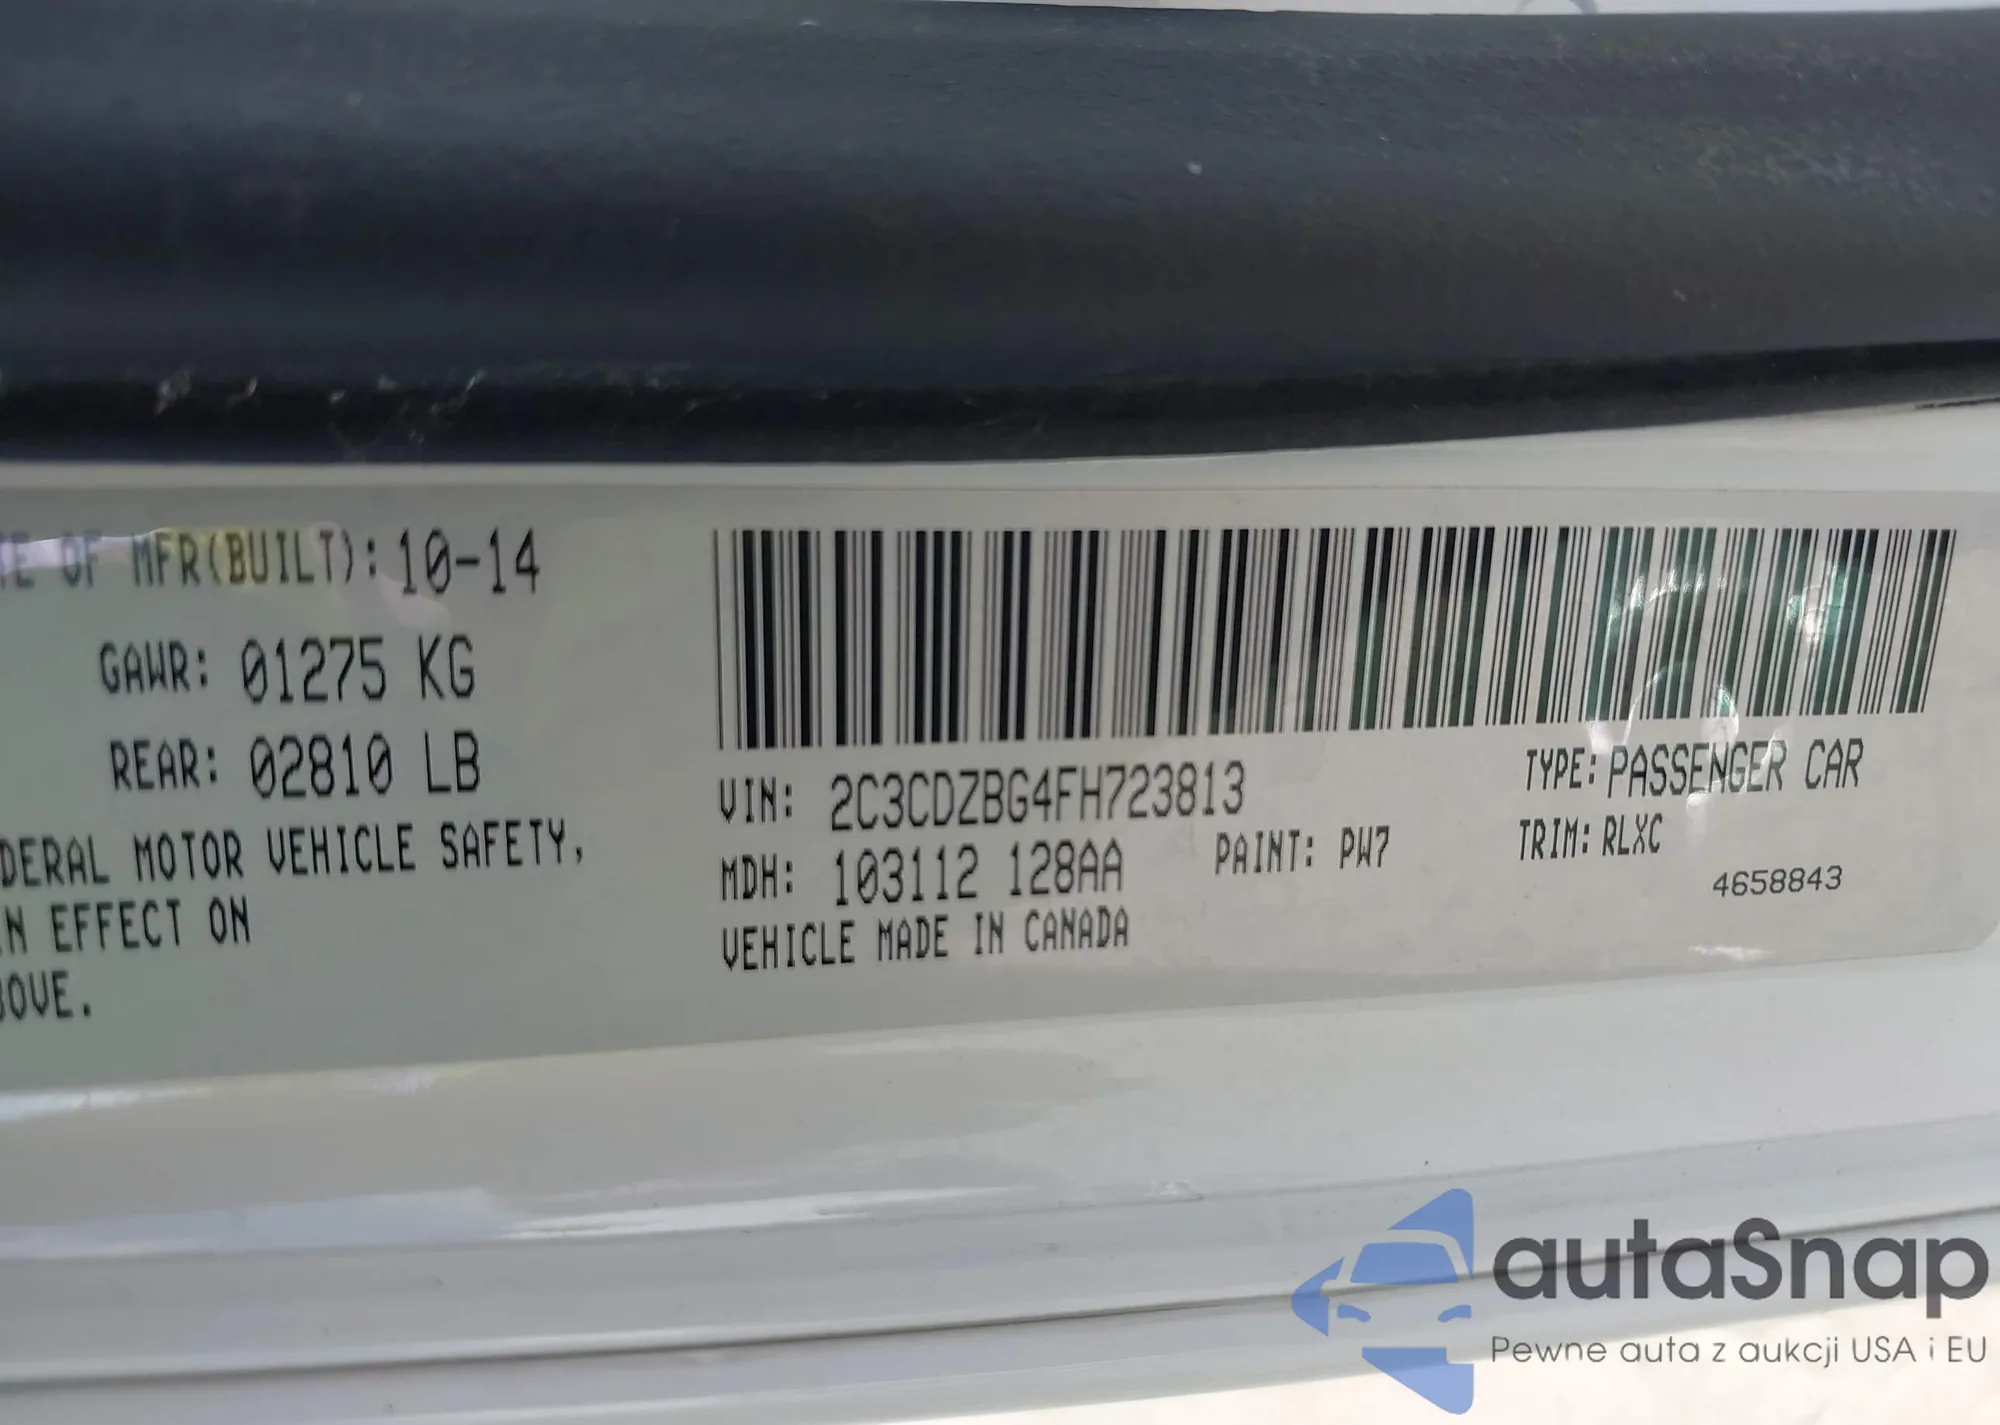 E OF MFR(BUILT): 10-14
GAWR: 01275 KG
REAR: 02810 LB
DERAL MOTOR VEHICLE SAFETY,
N EFFECT ON
BOVE.
VIN: 2C3CDZBG4FH723813
TYPE: PASSENGER CAR
MDH: 103112 128AA
PAINT: PW7
TRIM: RLXC
VEHICLE MADE IN CANADA
4658843
autaSnap
Pewne auta z aukcji USA i EU